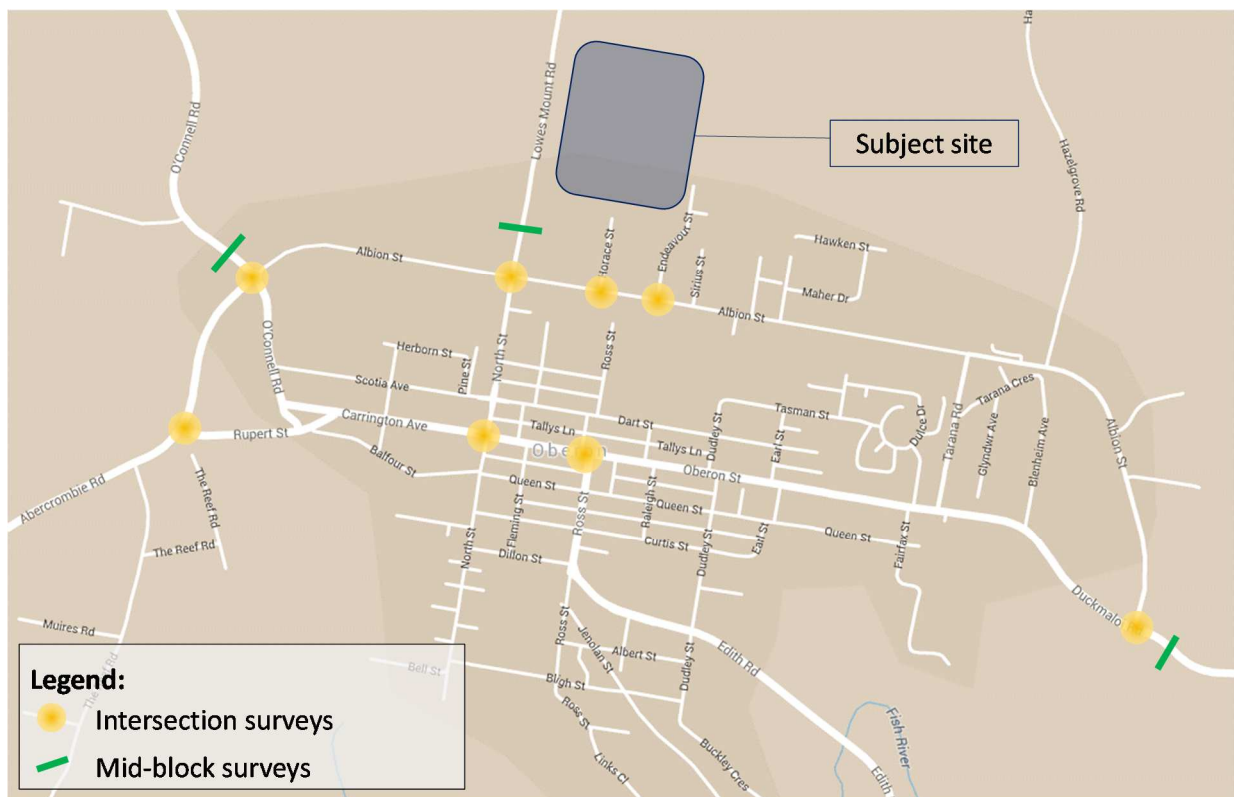 O'Connell Rd
Lowes Mount Rd
Subject site
Hazelgrove Rd
Albion St
Horace St
Endeavour St
Sirius St
Hawken St
Maher Dr
Albion St
O'Connell Rd
Herborn St
Pine St
North St
Ross St
Scotia Ave
Carrington Ave
Rupert St
Balfour St
Tallys Ln
Dart St
Tallys Ln
Oberon St
Dudley St
Tasman St
Earl St
Dulce Dr
Tarana Rd
Tarana Cres
Glyndwr Ave
Blenheim Ave
Albion St
Abercrombie Rd
The Reef Rd
The Reef Rd
Queen St
Fleming St
Ross St
Raleigh St
Queen St
Curtis St
Earl St
Queen St
Fairfax St
Dillon St
North St
Dudley St
Muires Rd
Bell St
Ross St
Jenolan St
Albert St
Bligh St
Dudley St
Edith Rd
Ross St
Links Cl
Buckley Cres
Fish River
Edith
Legend:
Intersection surveys
Mid-block surveys